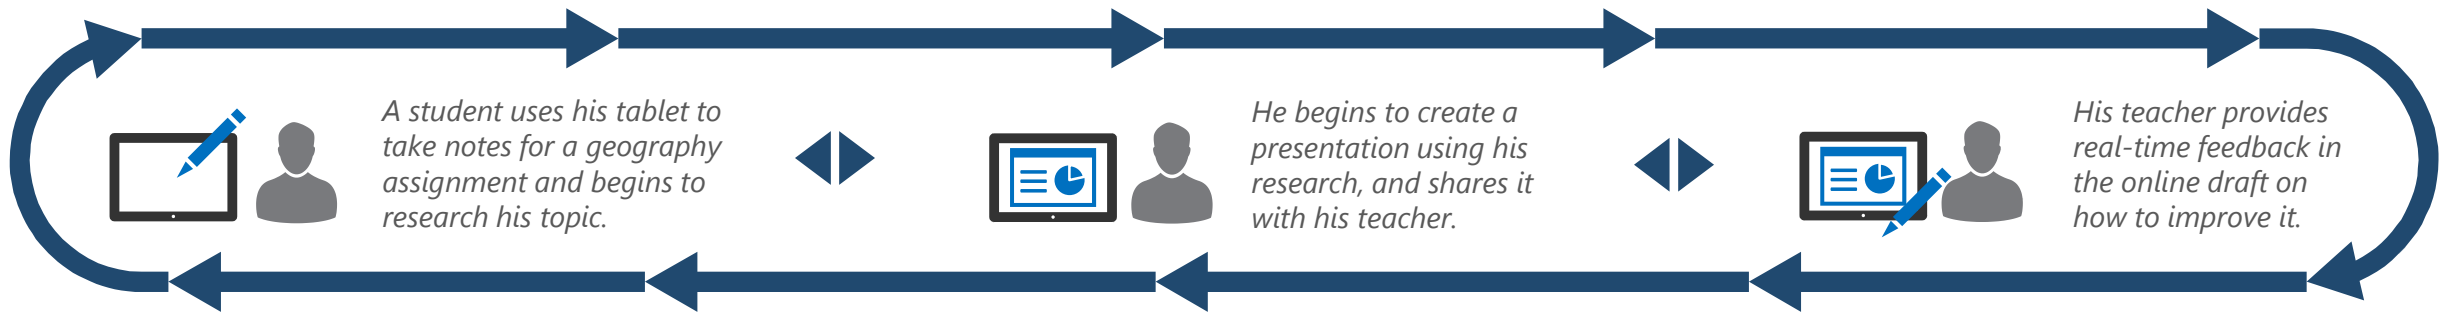 A student uses his tablet to
take notes for a geography
assignment and begins to
research his topic.
He begins to create a
presentation using his
research, and shares it
with his teacher.
His teacher provides
real-time feedback in
the online draft on
how to improve it.